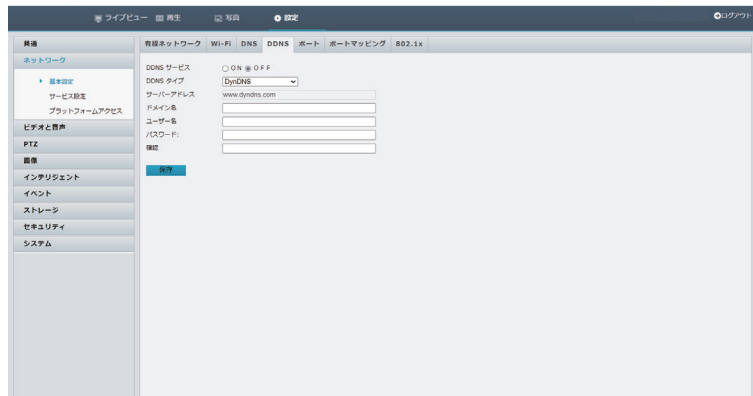 ライブビュー 再生 写真 設定 ログアウト
共通
ネットワーク
基本設定
サービス設定
プラットフォームアクセス
ビデオと音声
PTZ
画像
インテリジェント
イベント
ストレージ
セキュリティ
システム
有線ネットワーク Wi-Fi DNS DDNS ポート ポートマッピング 802.1x
DDNS サービス ON OFF
DDNS タイプ DynDNS
サーバーアドレス www.dyndns.com
ドメイン名
ユーザー名
パスワード:
確認
保存